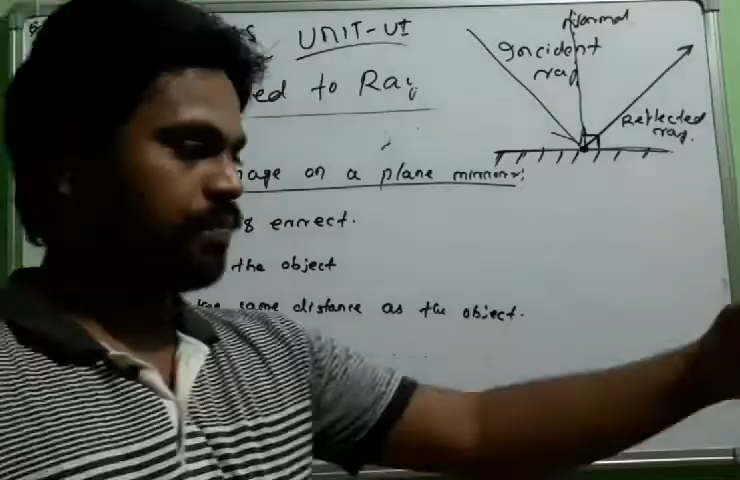 UNIT-VI
ed to Ray
Normal
Incident
ray
Reflected
ray.
mage on a plane mirror:
is erect.
the object
the same distance as the object.